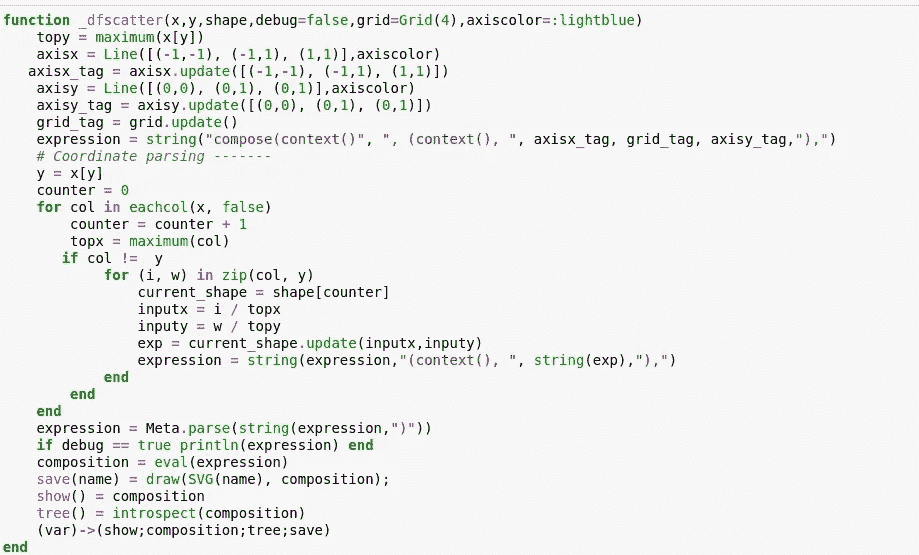 function _dfscatter(x,y,shape,debug=false,grid=Grid(4),axiscolor=:lightblue)
    topy = maximum(x[y])
    axisx = Line([(-1,-1), (-1,1), (1,1)],axiscolor)
   axisx_tag = axisx.update([(-1,-1), (-1,1), (1,1)])
    axisy = Line([(0,0), (0,1), (0,1)],axiscolor)
    axisy_tag = axisy.update([(0,0), (0,1), (0,1)])
    grid_tag = grid.update()
    expression = string("compose(context()", ", (context(), ", axisx_tag, grid_tag, axisy_tag,"),")
    # Coordinate parsing -------
    y = x[y]
    counter = 0
    for col in eachcol(x, false)
        counter = counter + 1
        topx = maximum(col)
       if col !=  y
            for (i, w) in zip(col, y)
                current_shape = shape[counter]
                inputx = i / topx
                inputy = w / topy
                exp = current_shape.update(inputx,inputy)
                expression = string(expression,"(context(), ", string(exp),"),")
            end
        end
    end
    expression = Meta.parse(string(expression,")"))
    if debug == true println(expression) end
    composition = eval(expression)
    save(name) = draw(SVG(name), composition);
    show() = composition
    tree() = introspect(composition)
    (var)->(show;composition;tree;save)
end